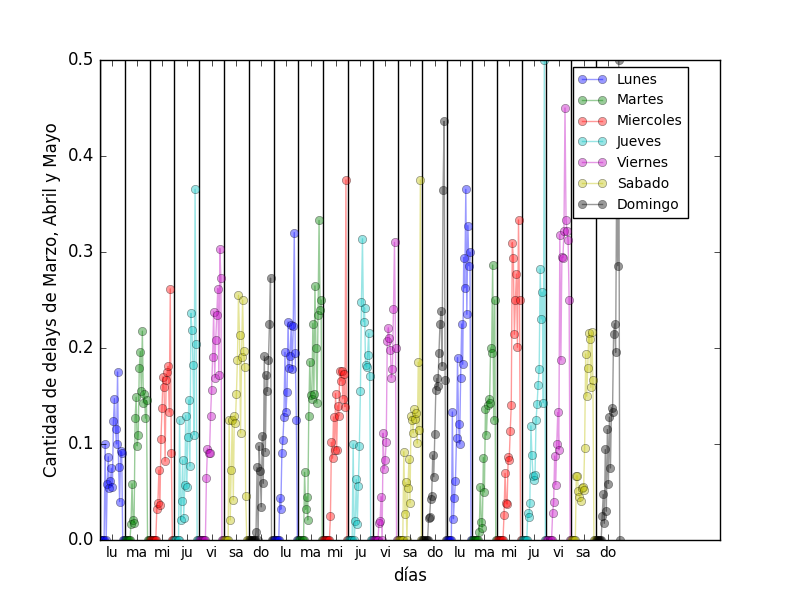 0.5
0.4
0.3
0.2
0.1
0.0
Cantidad de delays de Marzo, Abril y Mayo
Lunes
Martes
Miercoles
Jueves
Viernes
Sabado
Domingo
lu ma mi ju vi sa do lu ma mi ju vi sa do lu ma mi ju vi sa do
días